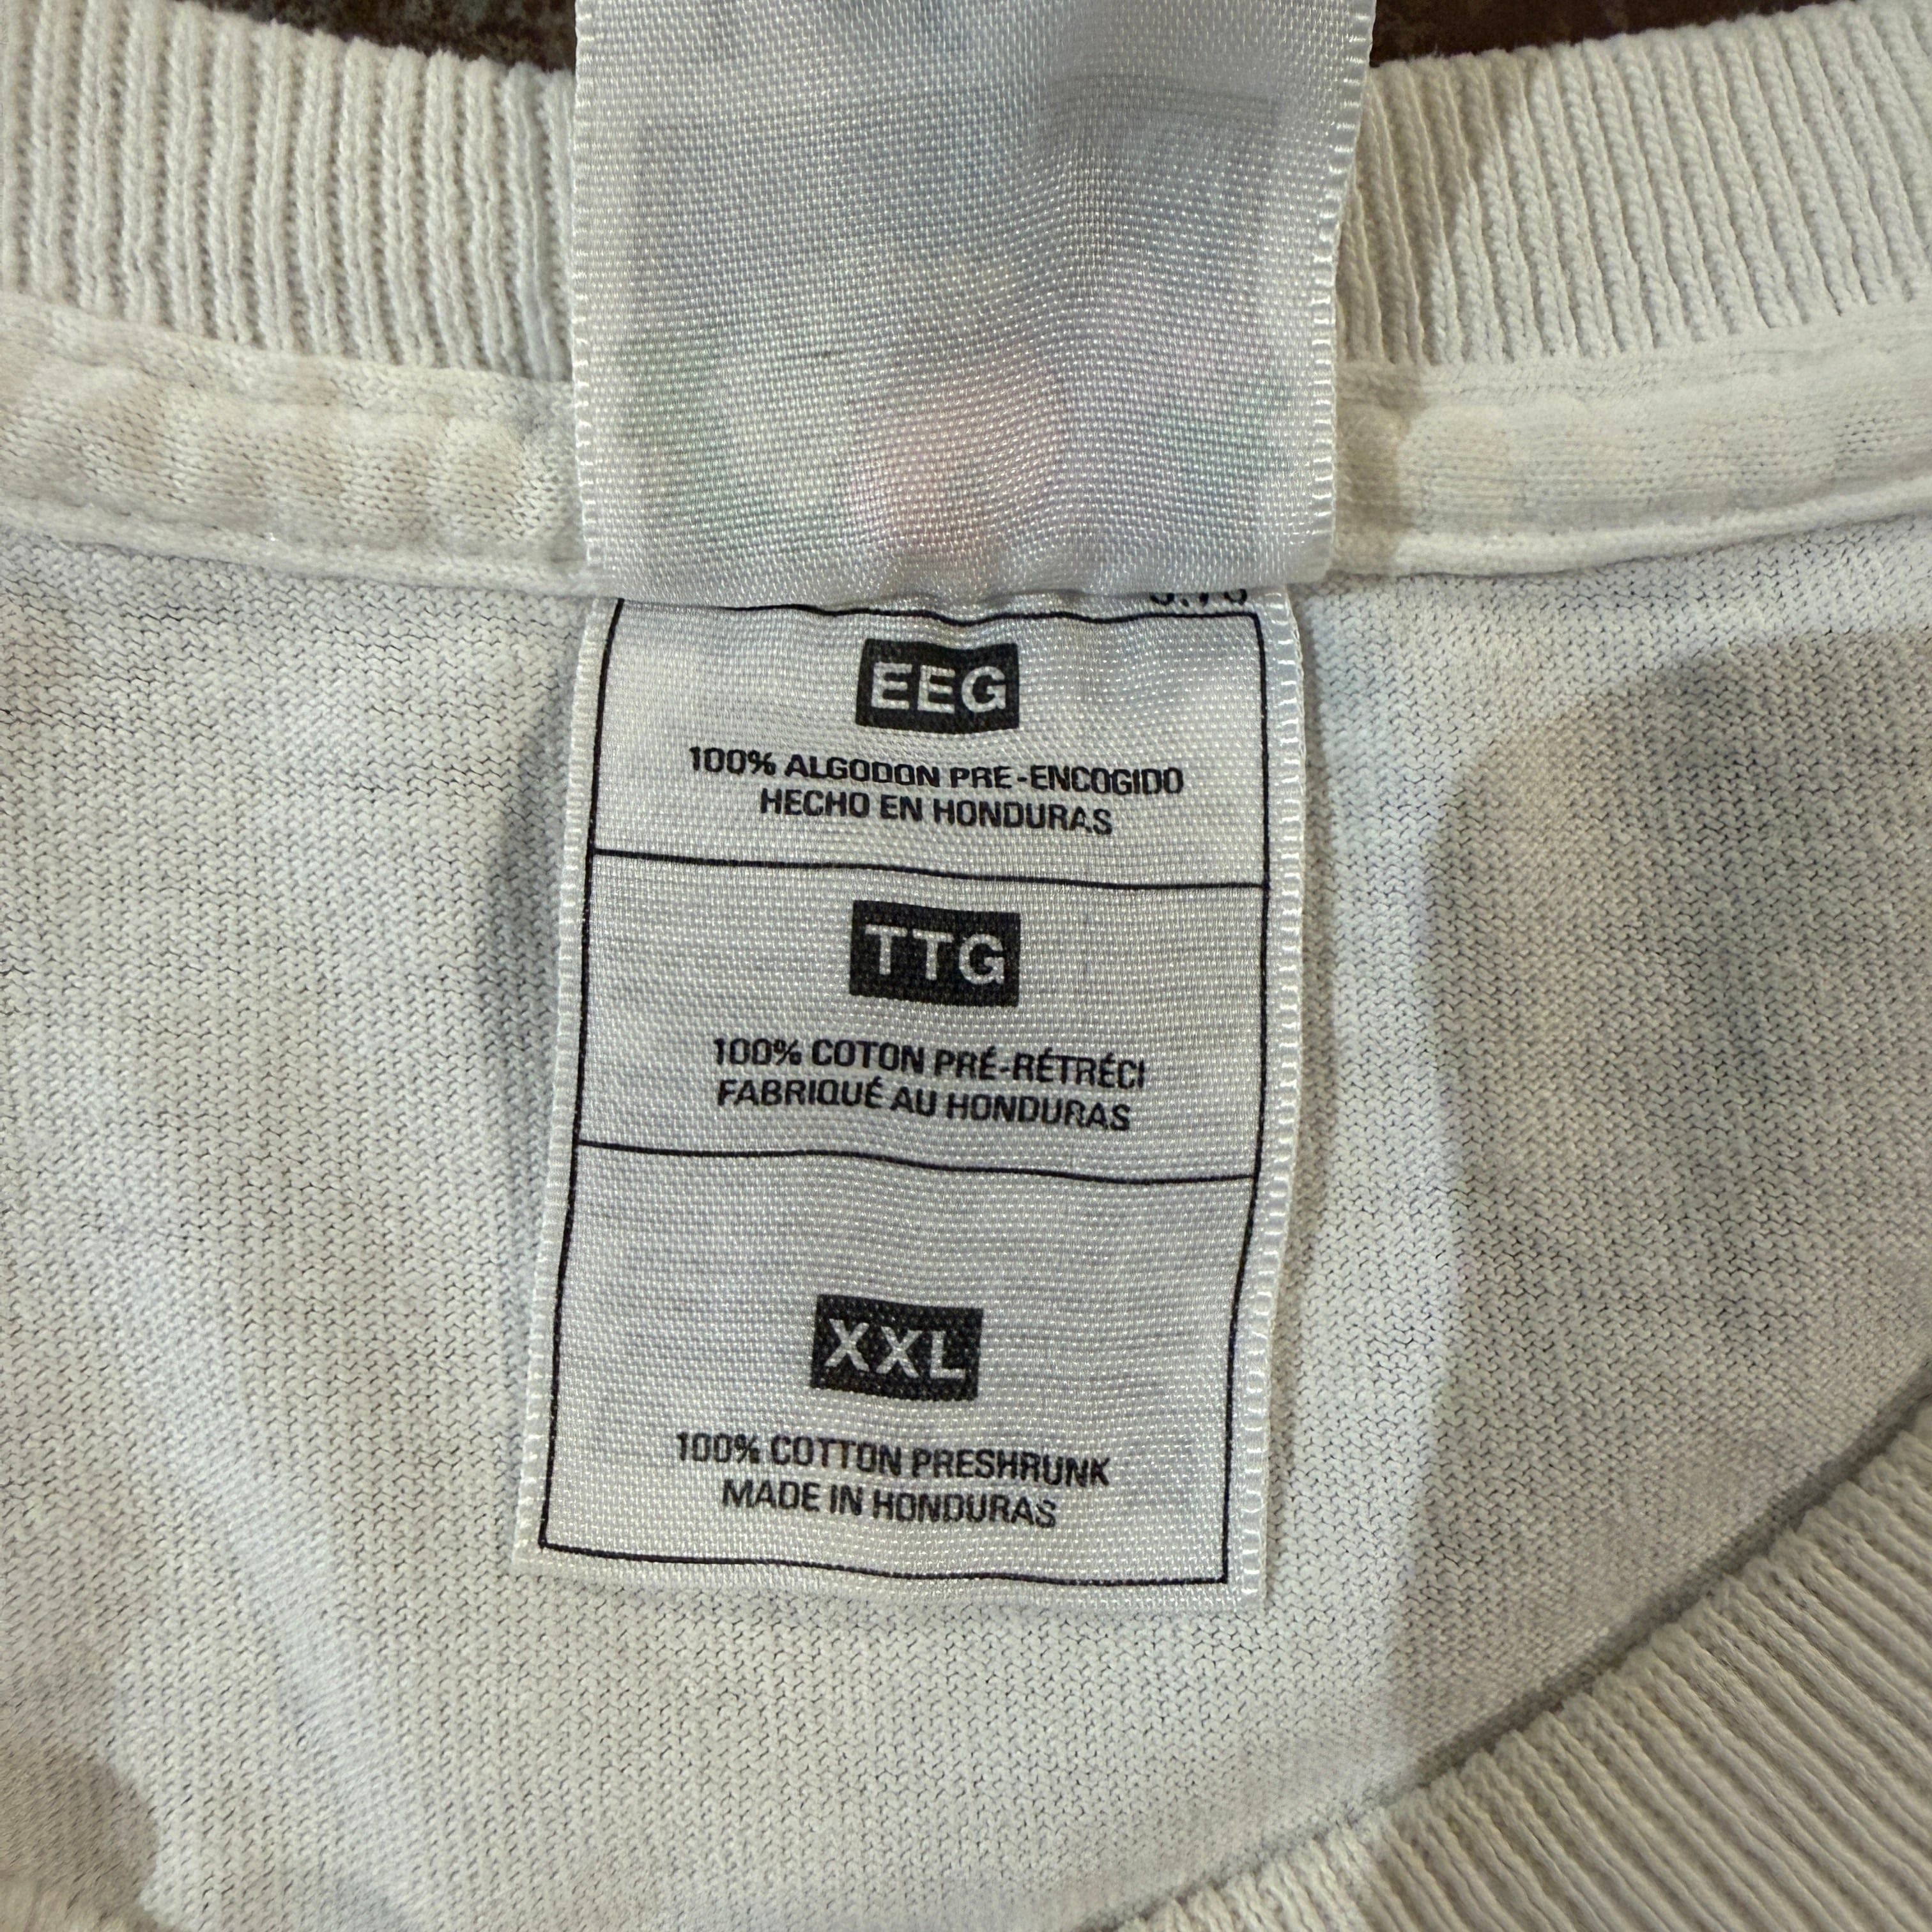 EEG
100% ALGODON PRE-ENCOGIDO
HECHO EN HONDURAS
TTG
100% COTON PRÉ-RÉTRÉCI
FABRIQUÉ AU HONDURAS
XXL
100% COTTON PRESHRUNK
MADE IN HONDURAS